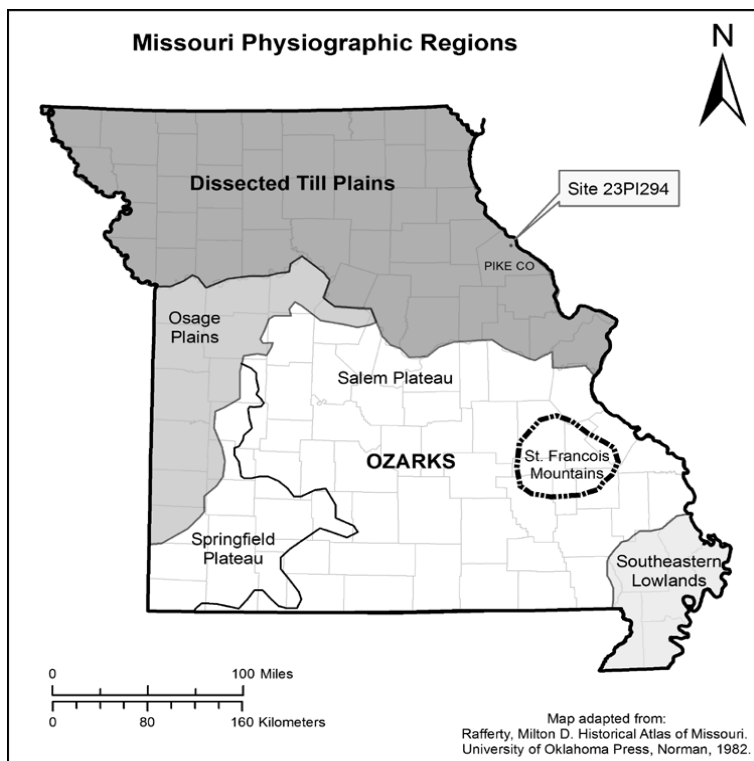 Missouri Physiographic Regions
N
Dissected Till Plains
Site 23PI294
PIKE CO
Osage
Plains
Salem Plateau
OZARKS
St. Francois
Mountains
Springfield
Plateau
Southeastern
Lowlands
0 100 Miles
0 80 160 Kilometers
Map adapted from:
Rafferty, Milton D. Historical Atlas of Missouri.
University of Oklahoma Press, Norman, 1982.